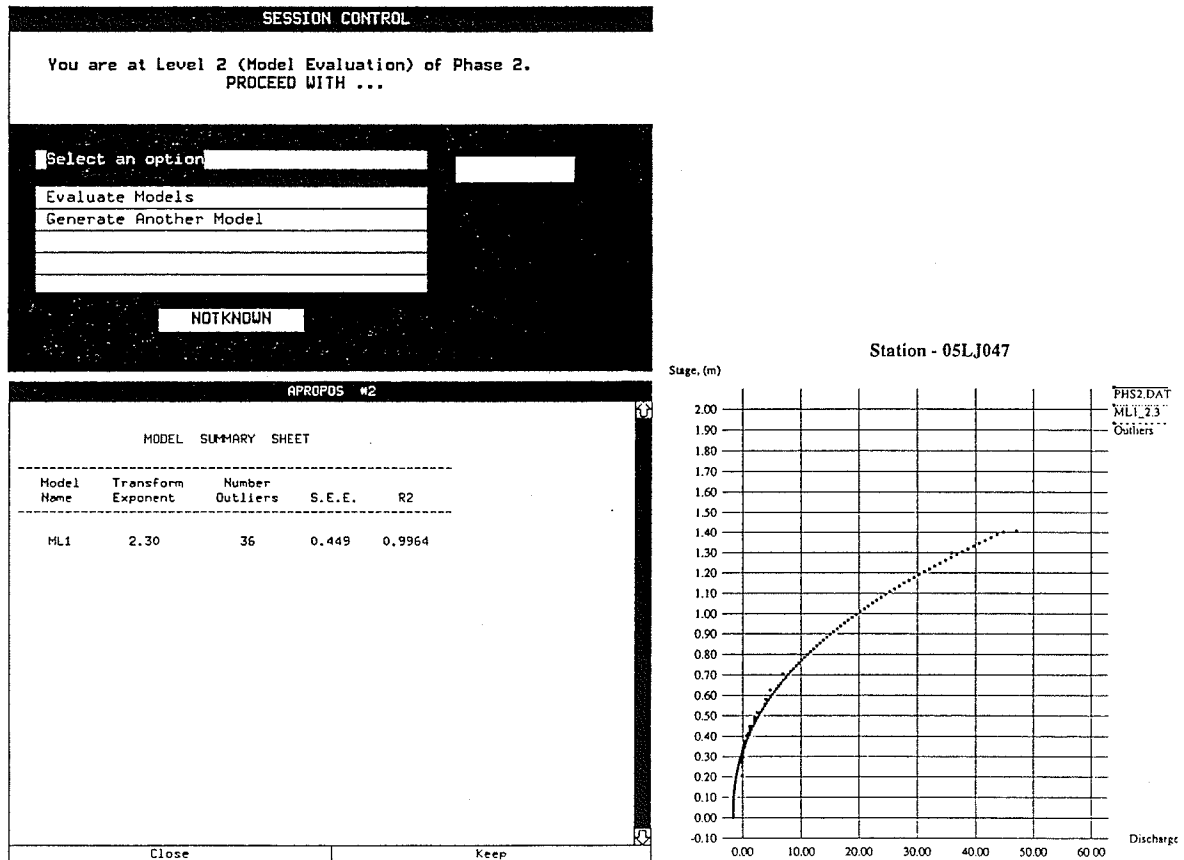 SESSION CONTROL
You are at Level 2 (Model Evaluation) of Phase 2.
PROCEED WITH ...
Select an option
Evaluate Models
Generate Another Model
NOTKNOWN
APROPOS #2
MODEL SUMMARY SHEET
Model Transform Number
Name Exponent Outliers S.E.E. R2
ML1 2.30 36 0.449 0.9964
Close Keep
Station - 05LJ047
Stage, (m)
PHS2.DAT
ML1_2.3
Outliers
2.00
1.90
1.80
1.70
1.60
1.50
1.40
1.30
1.20
1.10
1.00
0.90
0.80
0.70
0.60
0.50
0.40
0.30
0.20
0.10
0.00
-0.10
0.00 10.00 20.00 30.00 40.00 50.00 60.00
Discharge